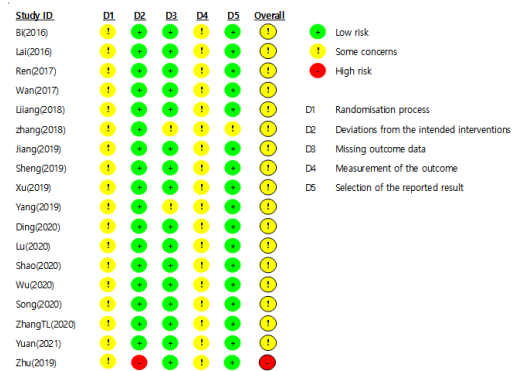 Study ID D1 D2 D3 D4 D5 Overall
Bi(2016) ! + + ! + !
Lai(2016) ! + + ! + !
Ren(2017) ! + + ! + !
Wan(2017) ! + + ! + !
Liiang(2018) ! + + ! + !
zhang(2018) ! + ! ! ! !
Jiang(2019) ! + + ! + !
Sheng(2019) ! + + ! + !
Xu(2019) ! + + ! + !
Yang(2019) ! + ! ! + !
Ding(2020) ! + + ! + !
Lu(2020) ! + + ! + !
Shao(2020) ! + + ! + !
Wu(2020) ! + + ! + !
Song(2020) ! + + ! + !
ZhangTL(2020) ! + + ! + !
Yuan(2021) ! + + ! + !
Zhu(2019) ! - + ! + -
+ Low risk
! Some concerns
- High risk
D1 Randomisation process
D2 Deviations from the intended interventions
D3 Missing outcome data
D4 Measurement of the outcome
D5 Selection of the reported result